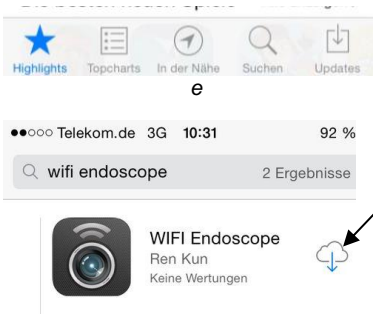 Highlights Topcharts In der Nähe Suchen Updates
e
Telekom.de 3G 10:31 92 %
wifi endoscope 2 Ergebnisse
WIFI Endoscope
Ren Kun
Keine Wertungen